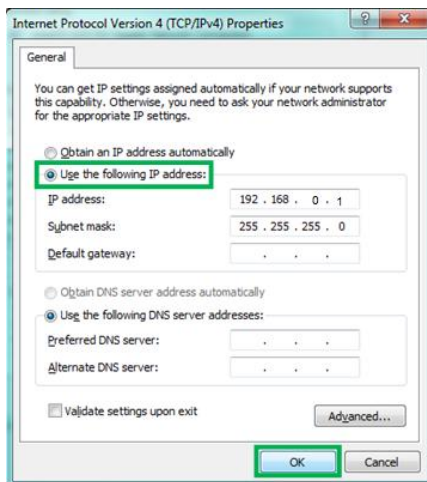 Internet Protocol Version 4 (TCP/IPv4) Properties
General
You can get IP settings assigned automatically if your network supports
this capability. Otherwise, you need to ask your network administrator
for the appropriate IP settings.
Obtain an IP address automatically
Use the following IP address:
IP address: 192 . 168 . 0 . 1
Subnet mask: 255 . 255 . 255 . 0
Default gateway: . . .
Obtain DNS server address automatically
Use the following DNS server addresses:
Preferred DNS server: . . .
Alternate DNS server: . . .
Validate settings upon exit
Advanced...
OK Cancel